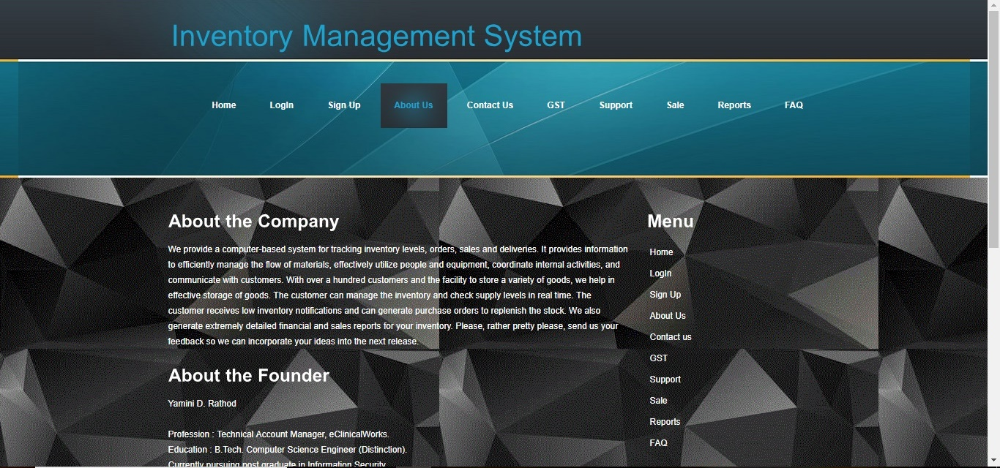 Inventory Management System
Home LogIn Sign Up About Us Contact Us GST Support Sale Reports FAQ
About the Company
We provide a computer-based system for tracking inventory levels, orders, sales and deliveries. It provides information
to efficiently manage the flow of materials, effectively utilize people and equipment, coordinate internal activities, and
communicate with customers. With over a hundred customers and the facility to store a variety of goods, we help in
effective storage of goods. The customer can manage the inventory and check supply levels in real time. The
customer receives low inventory notifications and can generate purchase orders to replenish the stock. We also
generate extremely detailed financial and sales reports for your inventory. Please, rather pretty please, send us your
feedback so we can incorporate your ideas into the next release.
About the Founder
Yamini D. Rathod
Profession : Technical Account Manager, eClinicalWorks.
Education : B.Tech. Computer Science Engineer (Distinction).
Currently pursuing post graduate in Information Security
Menu
Home
LogIn
Sign Up
About Us
Contact us
GST
Support
Sale
Reports
FAQ